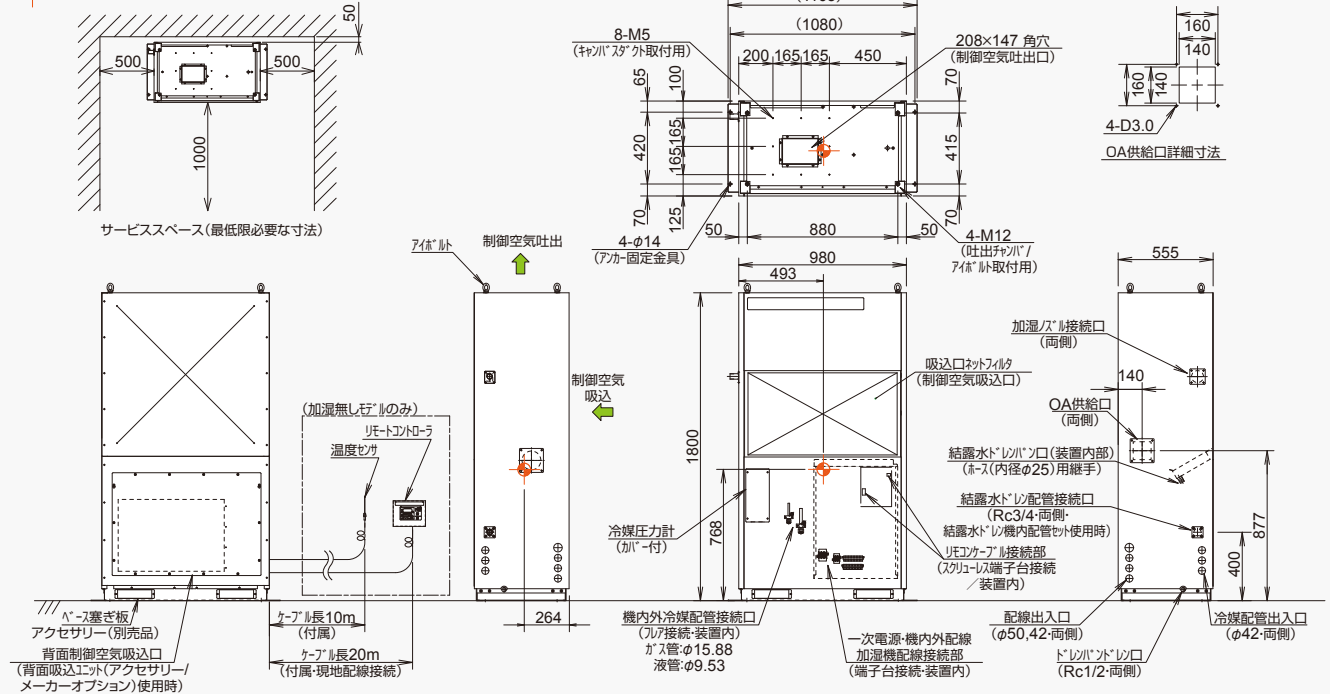 50
500
500
1000
サービススペース(最低限必要な寸法)
(1080)
8-M5
(キャンバスダクト取付用)
208×147 角穴
(制御空気吐出口)
200
165
165
450
65
100
70
420
165
165
415
70
125
70
50
880
50
4-φ14
(アンカー固定金具)
4-M12
(吐出チャンバ/
アイボルト取付用)
160
140
160
140
4-D3.0
OA供給口詳細寸法
アイボルト
制御空気吐出
制御空気
吸込
(加湿無しモデルのみ)
リモートコントローラ
温度センサ
ベース塞ぎ板
アクセサリー(別売品)
背面制御空気吸込口
(背面吸込ユニット(アクセサリー/
メーカーオプション)使用時)
ケーブル長10m
(付属)
ケーブル長20m
(付属・現地配線接続)
264
980
493
1800
768
吸込口ネットフィルタ
(制御空気吸込口)
冷媒圧力計
(カバー付)
機内外冷媒配管接続口
(フレア接続・装置内)
ガス管:φ15.88
液管:φ9.53
リモコンケーブル接続部
(スクリューレス端子台接続
/装置内)
一次電源・機内外配線
加湿機配線接続部
(端子台接続・装置内)
555
加湿ノズル接続口
(両側)
140
OA供給口
(両側)
結露水ドレンパン口(装置内部)
(ホース(内径φ25)用継手)
結露水ドレン配管接続口
(Rc3/4・両側・
結露水ドレン機内配管セット使用時)
877
400
配線出入口
(φ50,42・両側)
冷媒配管出入口
(φ42・両側)
ドレンパンドレン口
(Rc1/2・両側)